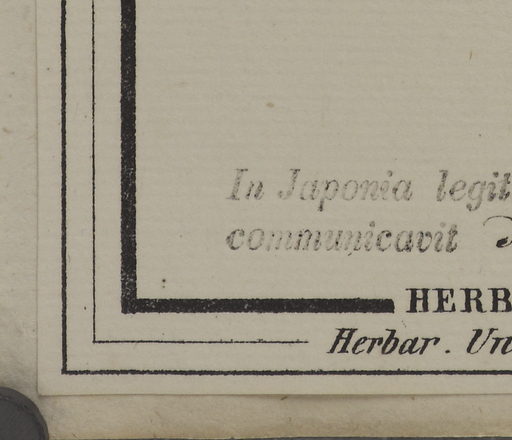 In Japonia legit
communicavit
HERB
Herbar. Un